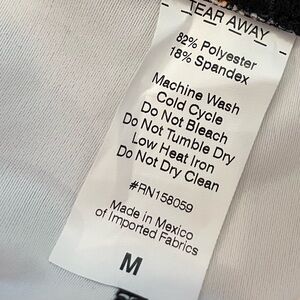 TEAR AWAY
82% Polyester
18% Spandex
Machine Wash
Cold Cycle
Do Not Bleach
Do Not Tumble Dry
Low Heat Iron
Do Not Dry Clean
#RN158059
Made in Mexico
of Imported Fabrics
M